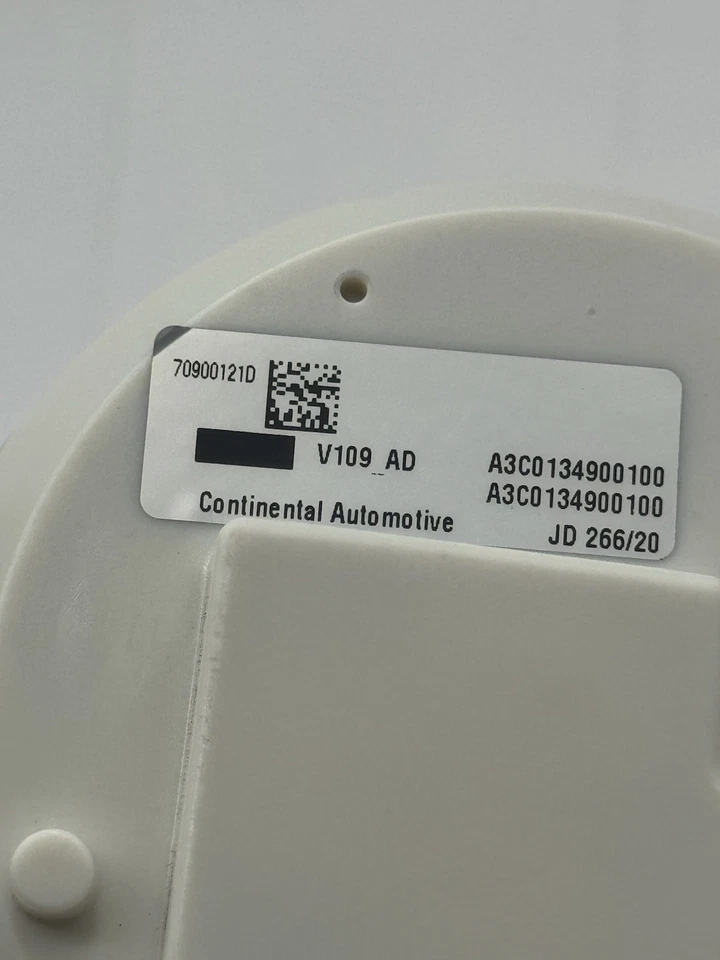 70900121D
V109_AD
A3C0134900100
A3C0134900100
Continental Automotive
JD 266/20